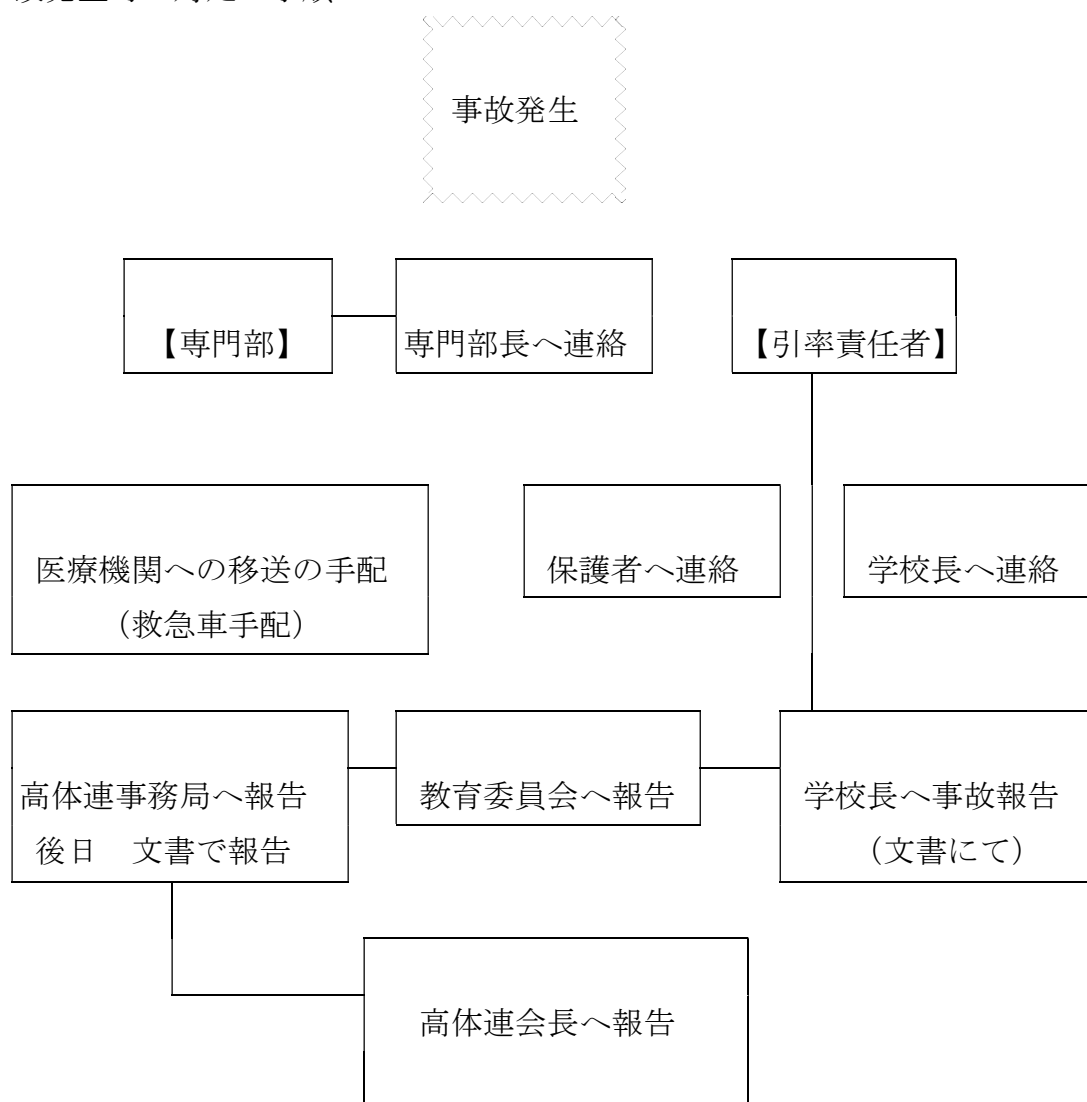 事故発生
【専門部】
専門部長へ連絡
【引率責任者】
医療機関への移送の手配
（救急車手配）
保護者へ連絡
学校長へ連絡
高体連事務局へ報告
後日　文書で報告
教育委員会へ報告
学校長へ事故報告
（文書にて）
高体連会長へ報告